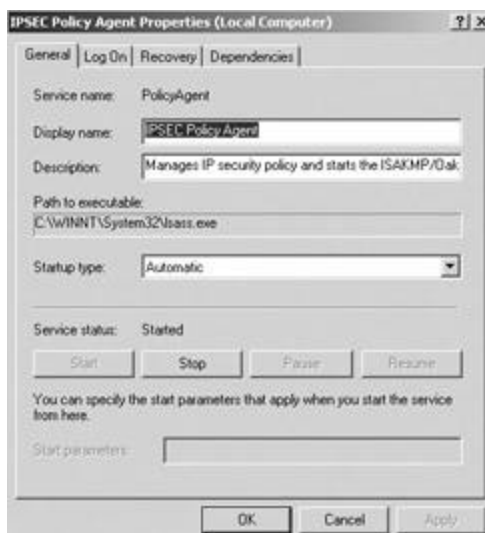 IPSEC Policy Agent Properties (Local Computer)
General Log On Recovery Dependencies
Service name: PolicyAgent
Display name: IPSEC Policy Agent
Description: Manages IP security policy and starts the ISAKMP/Oak
Path to executable:
C:\WINNT\System32\lsass.exe
Startup type: Automatic
Service status: Started
Start Stop Pause Resume
You can specify the start parameters that apply when you start the service
from here.
Start parameters:
OK Cancel Apply